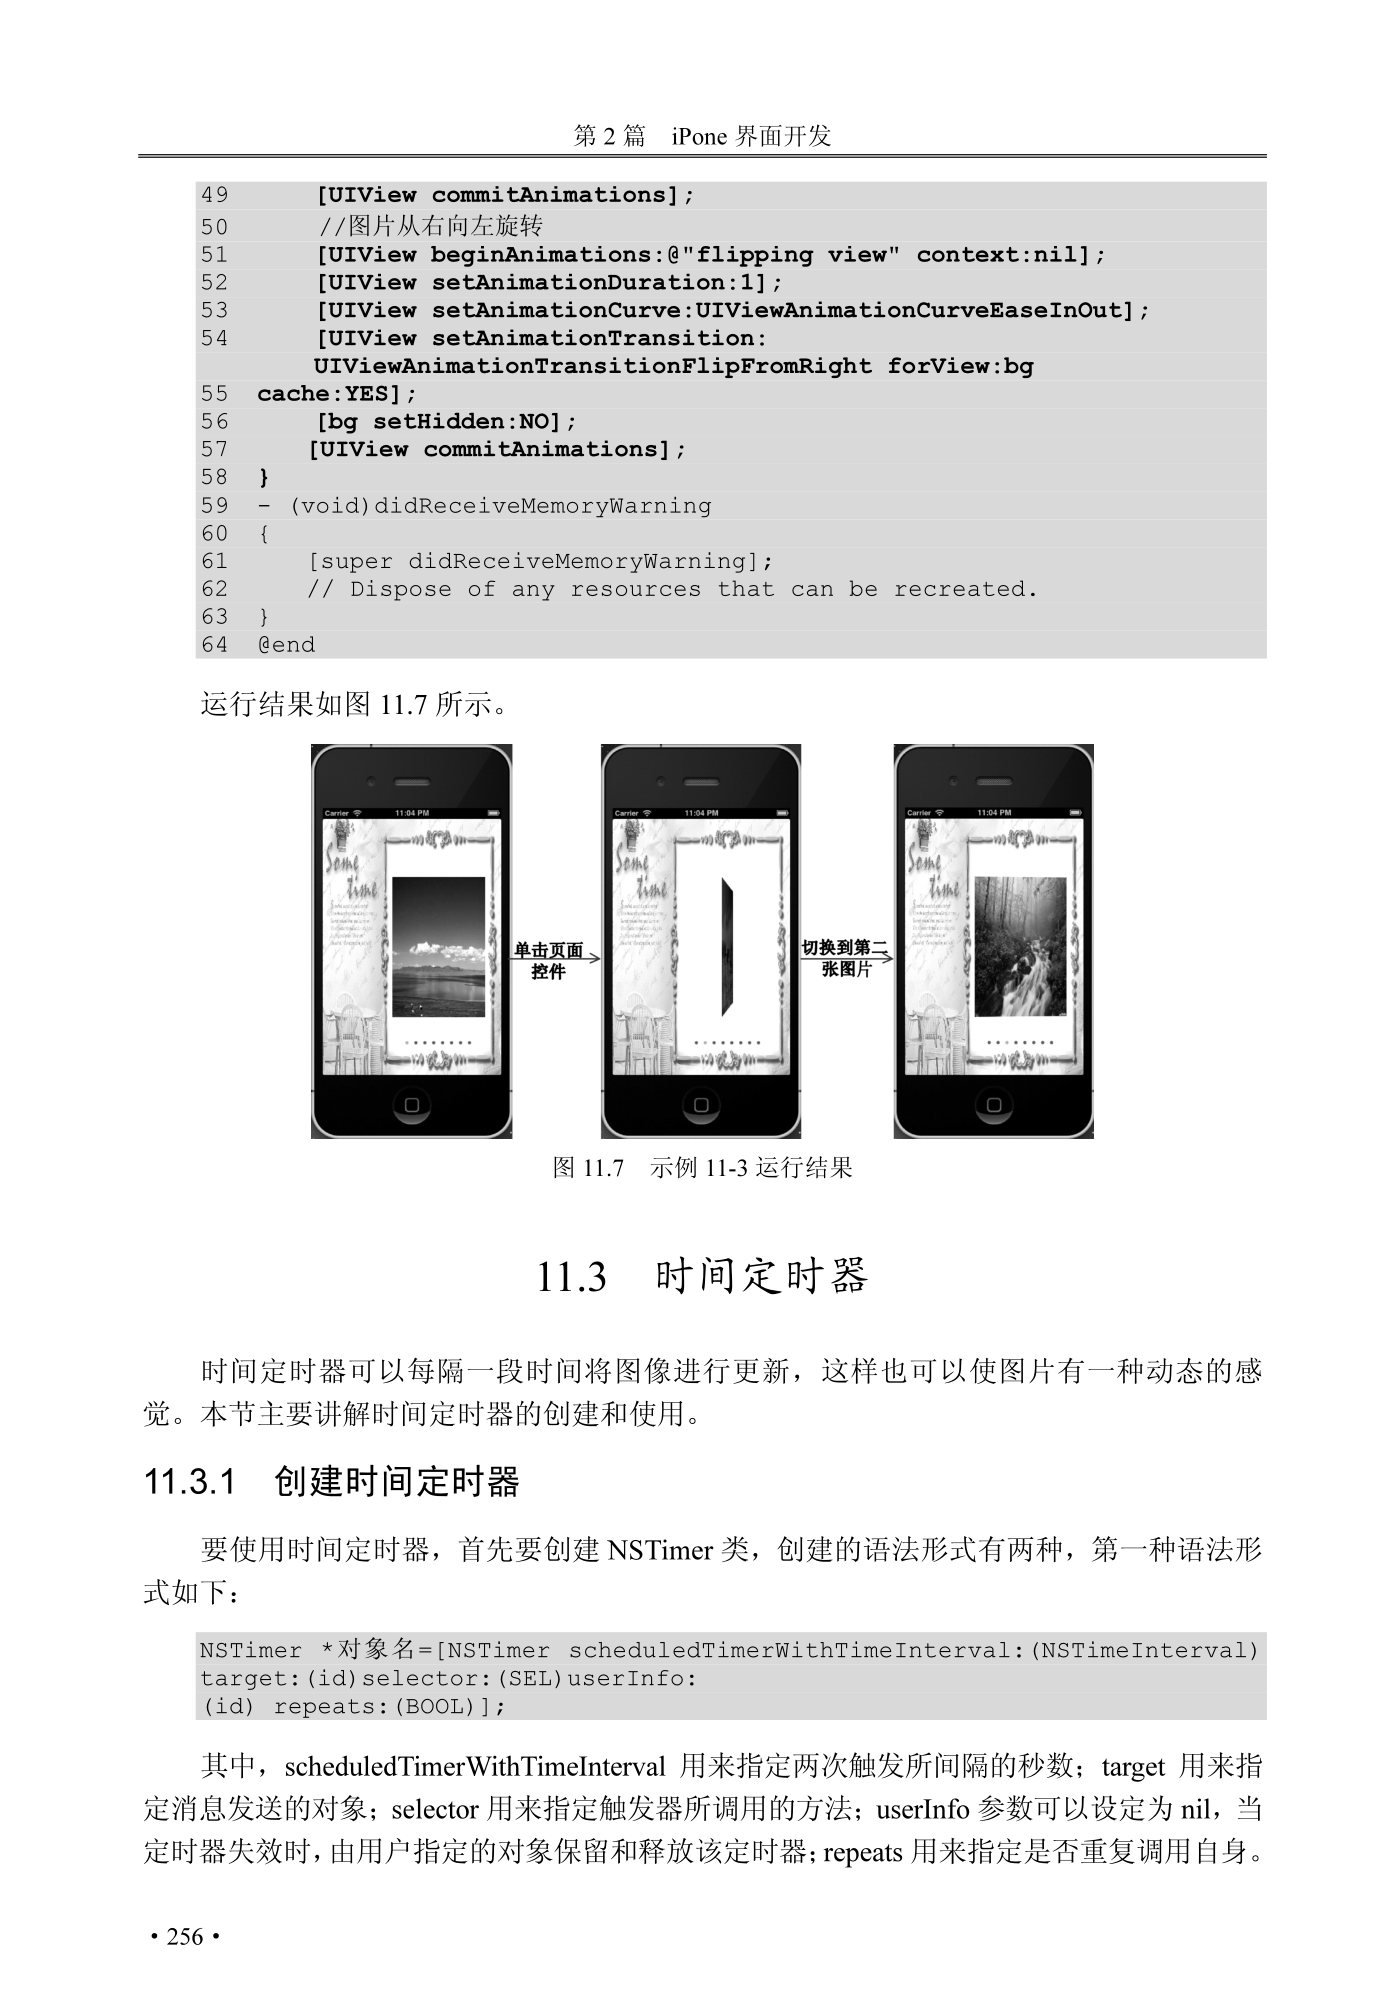 第 2 篇 iPone 界面开发
49 [UIView commitAnimations];
50 //图片从右向左旋转
51 [UIView beginAnimations:@"flipping view" context:nil];
52 [UIView setAnimationDuration:1];
53 [UIView setAnimationCurve:UIViewAnimationCurveEaseInOut];
54 [UIView setAnimationTransition:
UIViewAnimationTransitionFlipFromRight forView:bg
55 cache:YES];
56 [bg setHidden:NO];
57 [UIView commitAnimations];
58 }
59 - (void)didReceiveMemoryWarning
60 {
61 [super didReceiveMemoryWarning];
62 // Dispose of any resources that can be recreated.
63 }
64 @end
运行结果如图 11.7 所示。
Carrier 11:04 PM
Some
time
单击页面
控件
Carrier 11:04 PM
Some
time
切换到第二
张图片
Carrier 11:04 PM
Some
time
图 11.7 示例 11-3 运行结果
11.3 时间定时器
时间定时器可以每隔一段时间将图像进行更新，这样也可以使图片有一种动态的感
觉。本节主要讲解时间定时器的创建和使用。
11.3.1 创建时间定时器
要使用时间定时器，首先要创建 NSTimer 类，创建的语法形式有两种，第一种语法形
式如下：
NSTimer *对象名=[NSTimer scheduledTimerWithTimeInterval:(NSTimeInterval)
target:(id)selector:(SEL)userInfo:
(id) repeats:(BOOL)];
其中，scheduledTimerWithTimeInterval 用来指定两次触发所间隔的秒数；target 用来指
定消息发送的对象；selector 用来指定触发器所调用的方法；userInfo 参数可以设定为 nil，当
定时器失效时，由用户指定的对象保留和释放该定时器；repeats 用来指定是否重复调用自身。
·256·